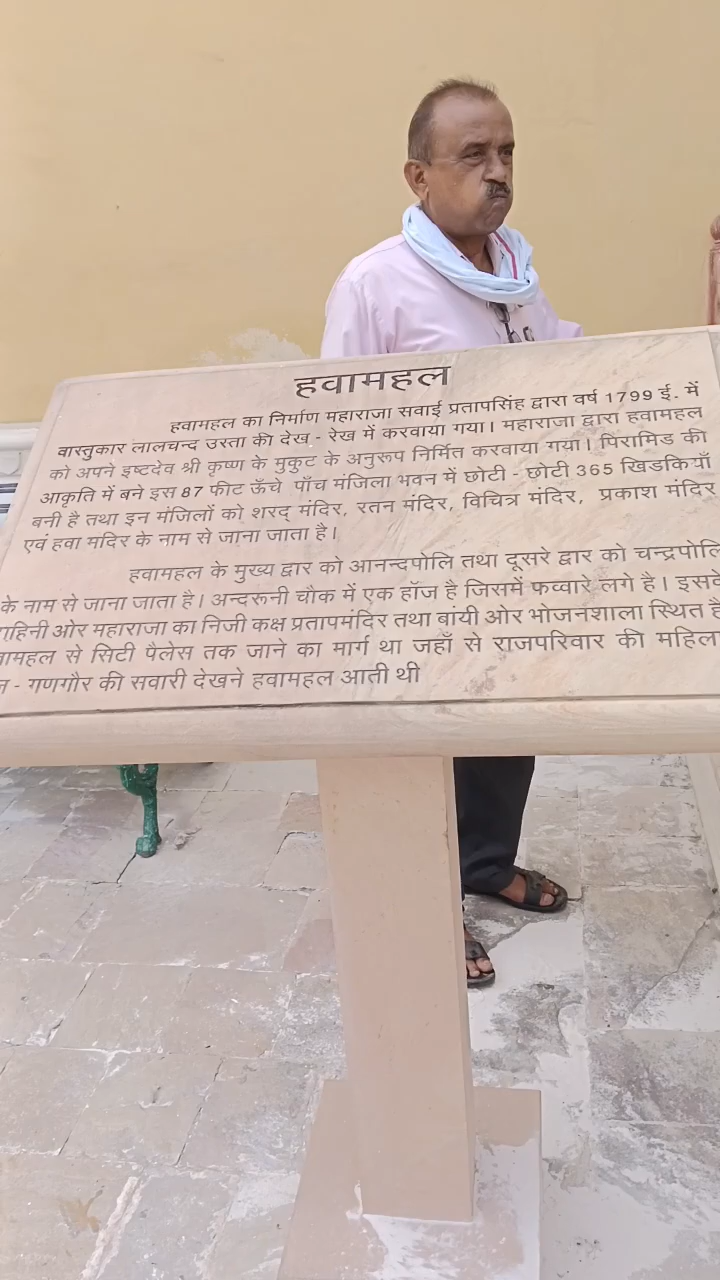 हवामहल
हवामहल का निर्माण महाराजा सवाई प्रतापसिंह द्वारा वर्ष 1799 ई. में
वास्तुकार लालचन्द उस्ता की देख - रेख में करवाया गया। महाराजा द्वारा हवामहल
को अपने इष्टदेव श्री कृष्ण के मुकुट के अनुरूप निर्मित करवाया गया। पिरामिड की
आकृति में बने इस 87 फीट ऊँचे पाँच मंजिला भवन में छोटी - छोटी 365 खिडकियाँ
बनी है तथा इन मंजिलों को शरद् मंदिर, रतन मंदिर, विचित्र मंदिर, प्रकाश मंदिर
एवं हवा मंदिर के नाम से जाना जाता है।
हवामहल के मुख्य द्वार को आनन्दपोलि तथा दूसरे द्वार को चन्द्रपोलि
के नाम से जाना जाता है। अन्दरूनी चौक में एक हॉज है जिसमें फव्वारे लगे है। इसके
ओर महाराजा का निजी कक्ष प्रतापमंदिर तथा बांयी ओर भोजनशाला स्थित है
से सिटी पैलेस तक जाने का मार्ग था जहाँ से राजपरिवार की
- गणगौर की सवारी देखने हवामहल आती थी